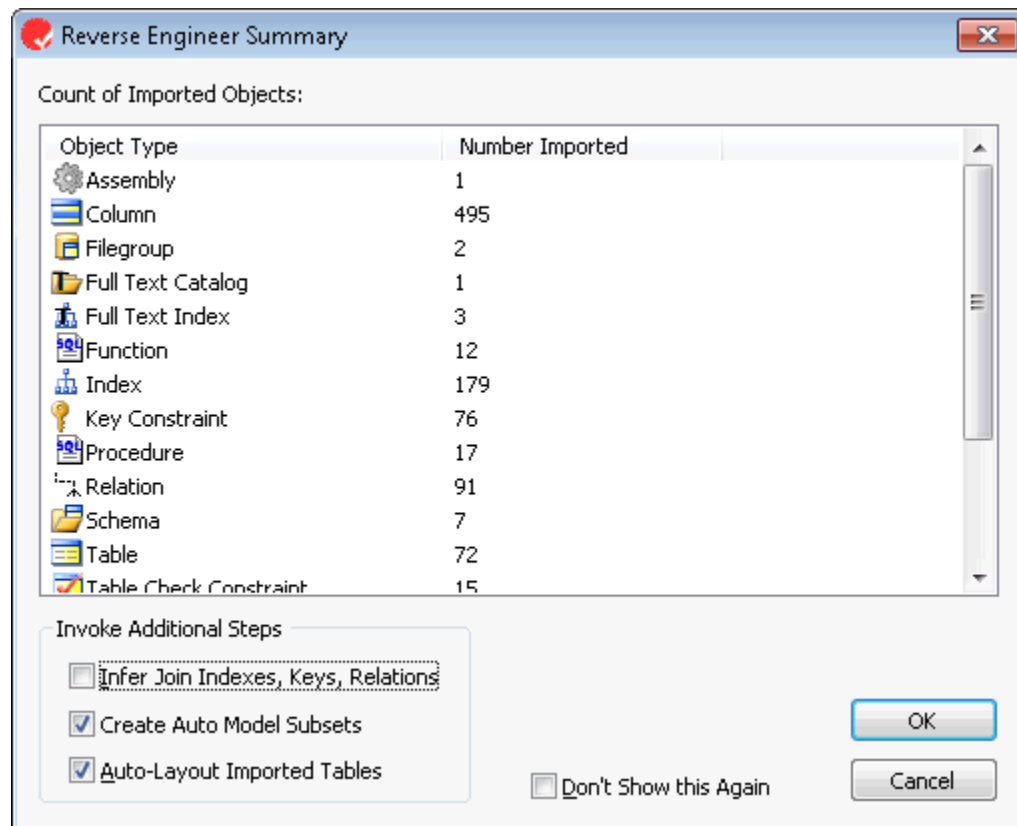 Reverse Engineer Summary
Count of Imported Objects:
Object Type Number Imported
Assembly 1
Column 495
Filegroup 2
Full Text Catalog 1
Full Text Index 3
Function 12
Index 179
Key Constraint 76
Procedure 17
Relation 91
Schema 7
Table 72
Table Check Constraint 15
Invoke Additional Steps
Infer Join Indexes, Keys, Relations
Create Auto Model Subsets
Auto-Layout Imported Tables
Don't Show this Again
OK
Cancel